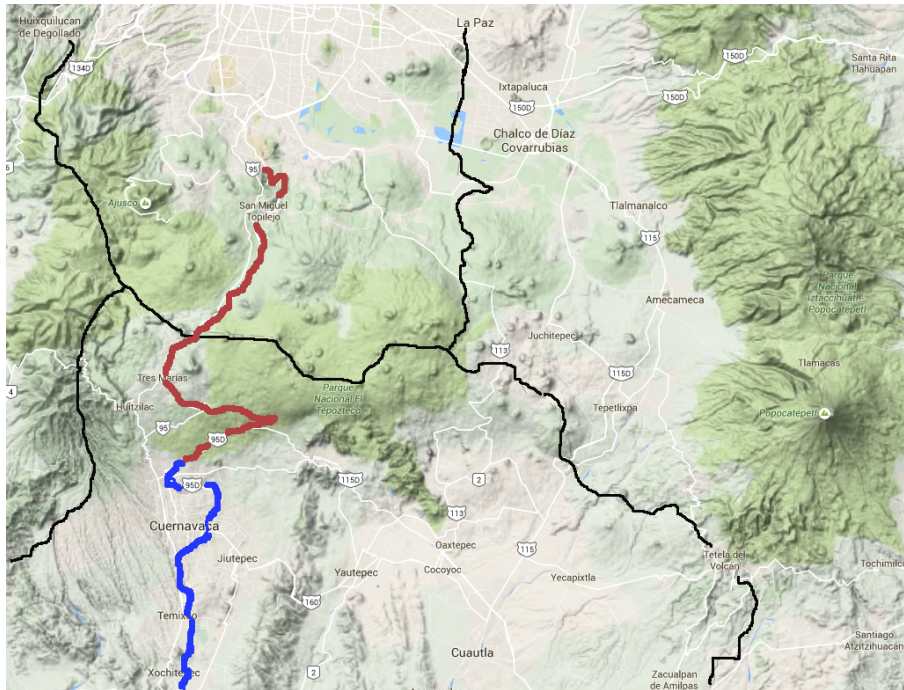 Huixquilucan
de Degollado
134D
La Paz
150D
Santa Rita
Tlahuapan
Ixtapaluca
150D
150D
Chalco de Díaz
Covarrubias
95
Ajusco
San Miguel
Topilejo
Tlalmanalco
115
Parque
Nacional
Iztaccíhuatl -
Popocatépetl
Amecameca
Juchitepec
113
Tlamacas
Tres Marías
115D
4
Parque
Nacional El
Tepozteco
Huitzilac
Tepetlixpa
Popocatépetl
95
95D
95D
115D
2
113
Cuernavaca
Oaxtepec
115
Tetela del
Volcán
Jiutepec
Cocoyoc
Tochimilco
Yautepec
Yecapixtla
160
Temixco
Santiago
Atzitzihuacán
Cuautla
Xochitepec
2
Zacualpan
de Amilpas